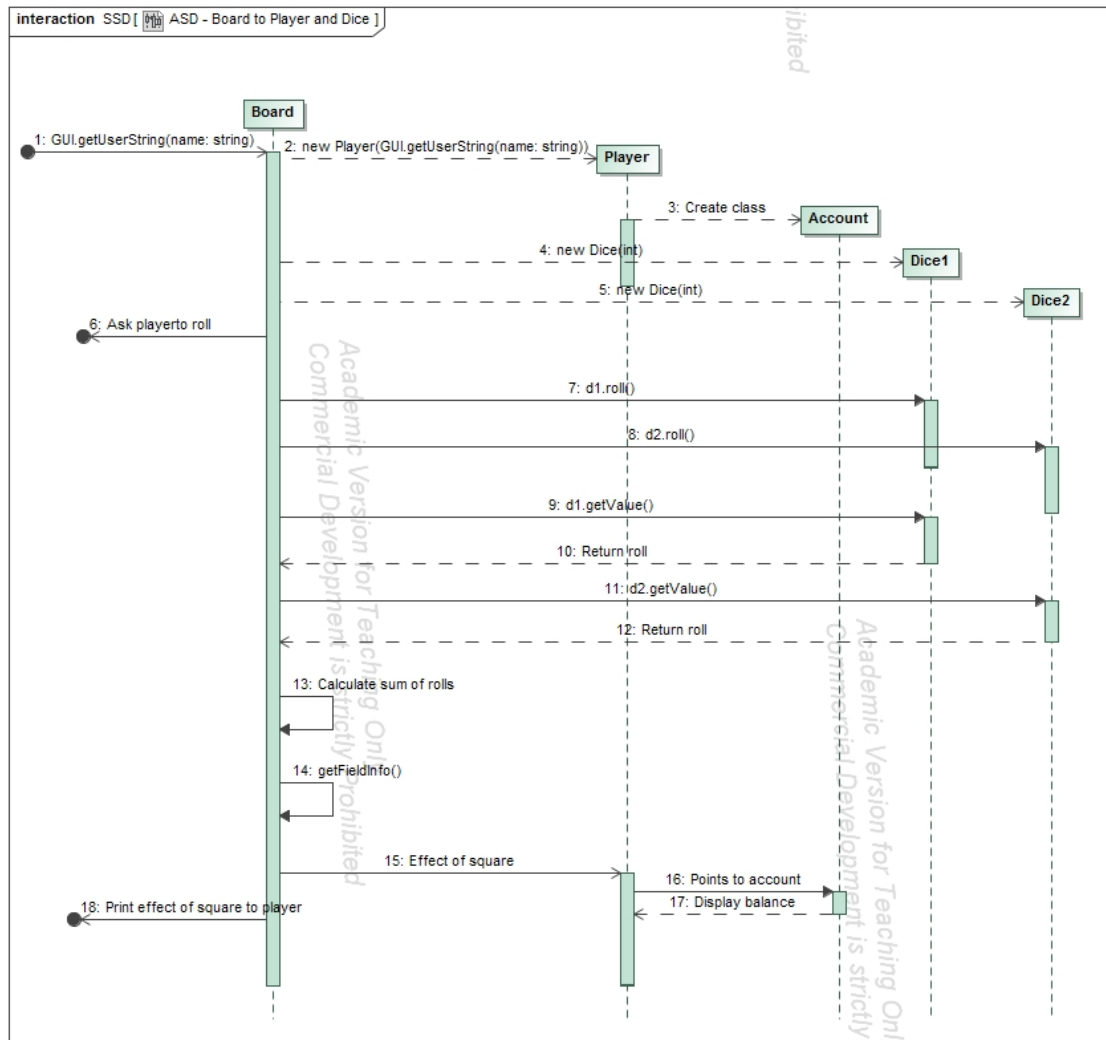 interaction SSD [ ASD - Board to Player and Dice ]
ibited
Board
1: GUI.getUserString(name: string)
2: new Player(GUI.getUserString(name: string))
Player
3: Create class
Account
4: new Dice(int)
Dice1
5: new Dice(int)
Dice2
6: Ask playerto roll
Academic Version for Teaching Only
Commercial Development is strictly Prohibited
7: d1.roll()
8: d2.roll()
9: d1.getValue()
10: Return roll
11: d2.getValue()
12: Return roll
Academic Version for Teaching Onl
Commercial Development is strictly
13: Calculate sum of rolls
14: getFieldInfo()
15: Effect of square
16: Points to account
17: Display balance
18: Print effect of square to player